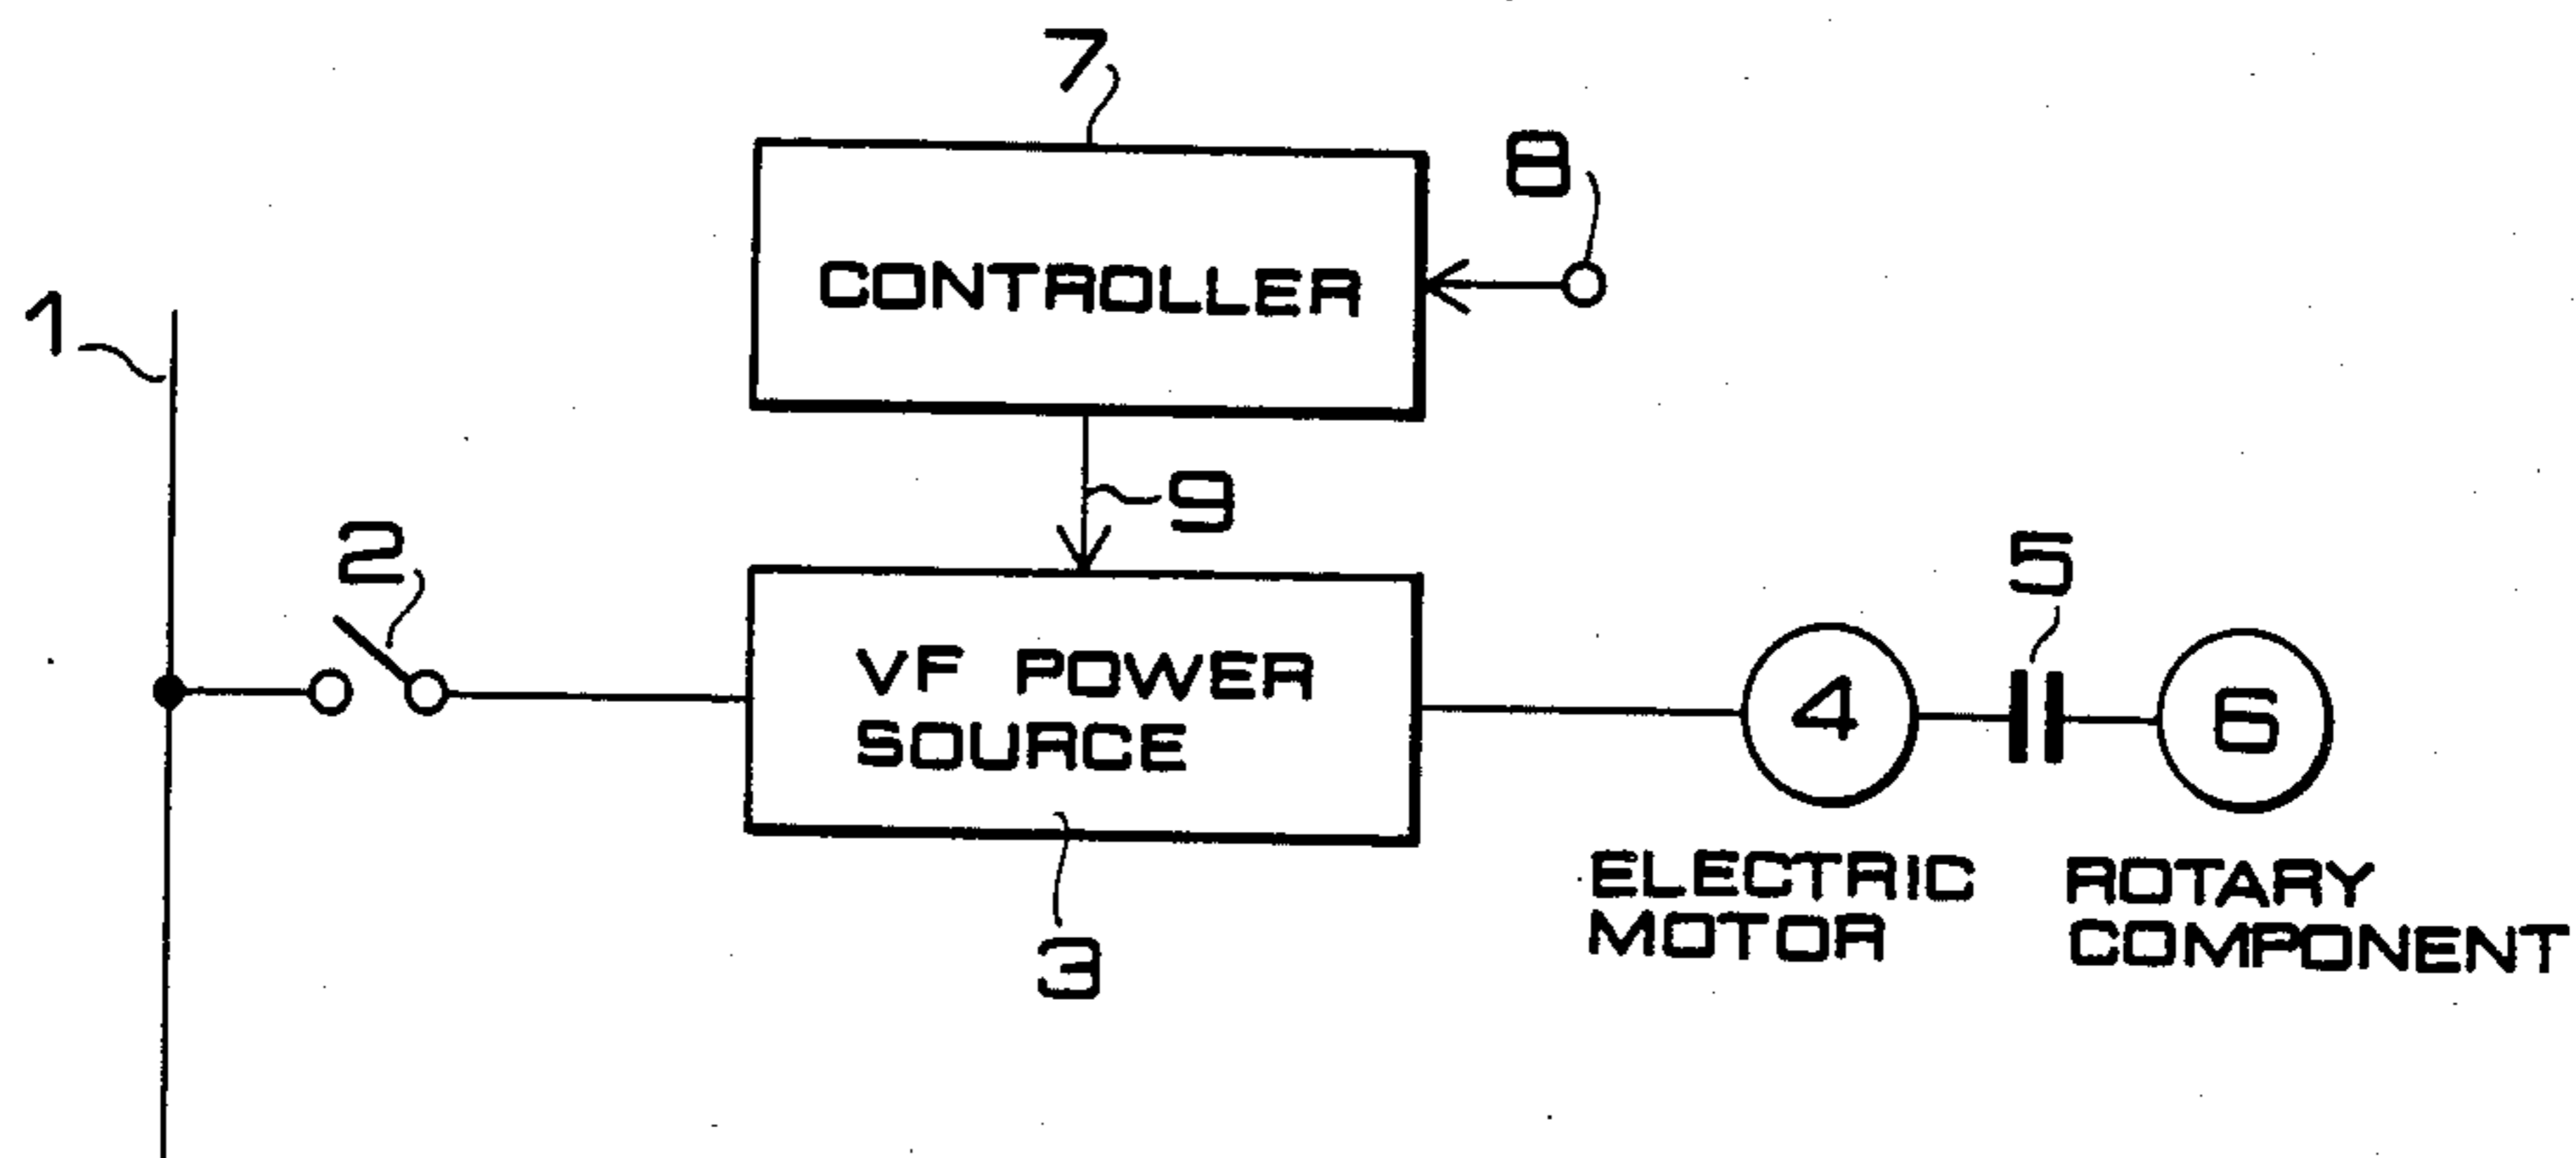 7
CONTROLLER
8
1
9
2
VF POWER
SOURCE
3
4
5
6
ELECTRIC
MOTOR
ROTARY
COMPONENT